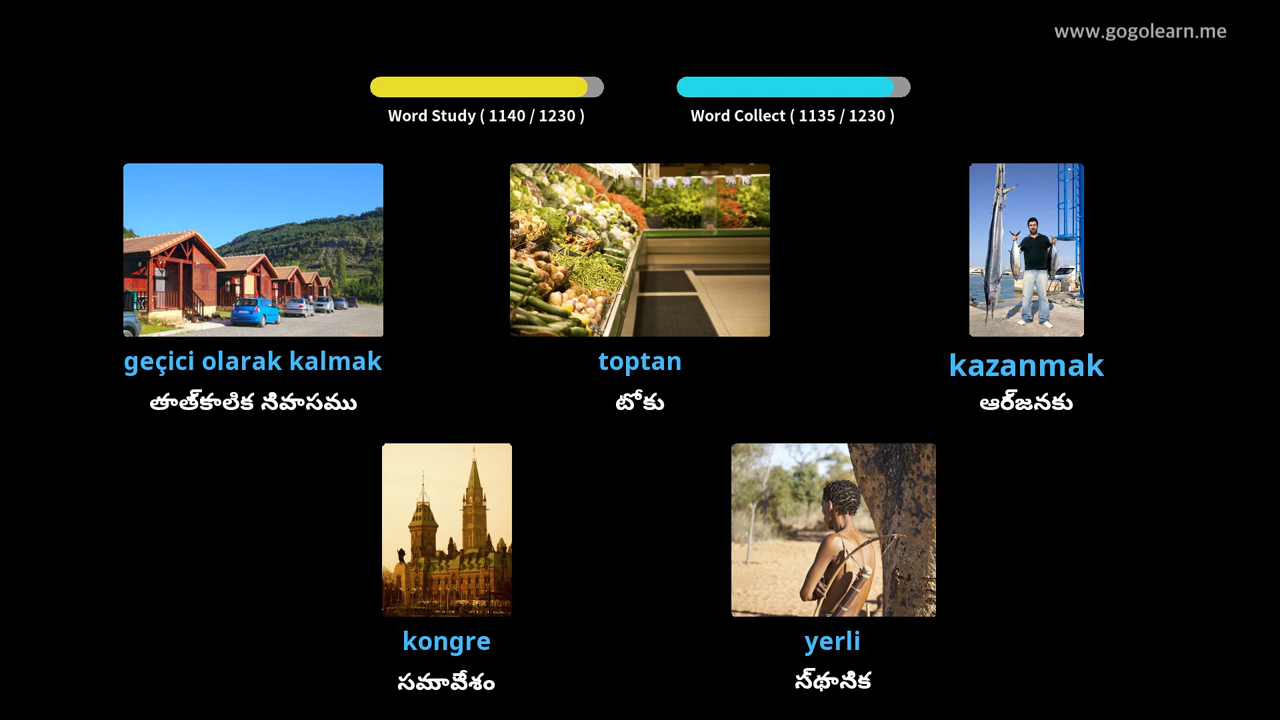 www.gogolearn.me
Word Study ( 1140 / 1230 )
Word Collect ( 1135 / 1230 )
geçici olarak kalmak
తాత్కాలిక నివాసము
toptan
టోకు
kazanmak
ఆర్జనకు
kongre
సమావేశం
yerli
స్థానిక